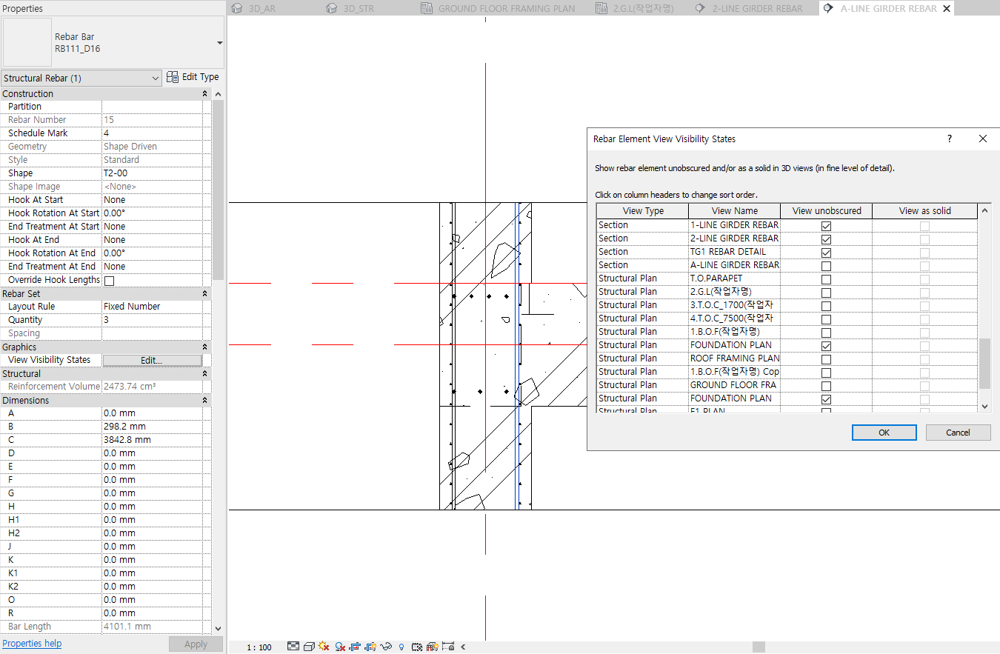 Properties
3D_AR
3D_STR
GROUND FLOOR FRAMING PLAN
2.G.L(작업자명)
2-LINE GIRDER REBAR
A-LINE GIRDER REBAR
Rebar Bar
RB111_D16
Structural Rebar (1)
Edit Type
Construction
Partition
Rebar Number 15
Schedule Mark 4
Geometry Shape Driven
Style Standard
Shape T2-00
Shape Image <None>
Hook At Start None
Hook Rotation At Start 0.00°
End Treatment At Start None
Hook At End None
Hook Rotation At End 0.00°
End Treatment At End None
Override Hook Lengths
Rebar Set
Layout Rule Fixed Number
Quantity 3
Spacing
Graphics
View Visibility States Edit...
Structural
Reinforcement Volume 2473.74 cm³
Dimensions
A 0.0 mm
B 298.2 mm
C 3842.8 mm
D 0.0 mm
E 0.0 mm
F 0.0 mm
G 0.0 mm
H 0.0 mm
H1 0.0 mm
H2 0.0 mm
J 0.0 mm
K 0.0 mm
K1 0.0 mm
K2 0.0 mm
O 0.0 mm
R 0.0 mm
Bar Length 4101.1 mm
Properties help
Apply
Rebar Element View Visibility States
?
Show rebar element unobscured and/or as a solid in 3D views (in fine level of detail).
Click on column headers to change sort order.
View Type View Name View unobscured View as solid
Section 1-LINE GIRDER REBAR
Section 2-LINE GIRDER REBAR
Section TG1 REBAR DETAIL
Section A-LINE GIRDER REBAR
Structural Plan T.O.PARAPET
Structural Plan 2.G.L(작업자명)
Structural Plan 3.T.O.C_1700(작업자
Structural Plan 4.T.O.C_7500(작업자
Structural Plan 1.B.O.F(작업자명)
Structural Plan FOUNDATION PLAN
Structural Plan ROOF FRAMING PLAN
Structural Plan 1.B.O.F(작업자명) Cop
Structural Plan GROUND FLOOR FRA
Structural Plan FOUNDATION PLAN
Structural Plan F1 PLAN
OK
Cancel
1 : 100